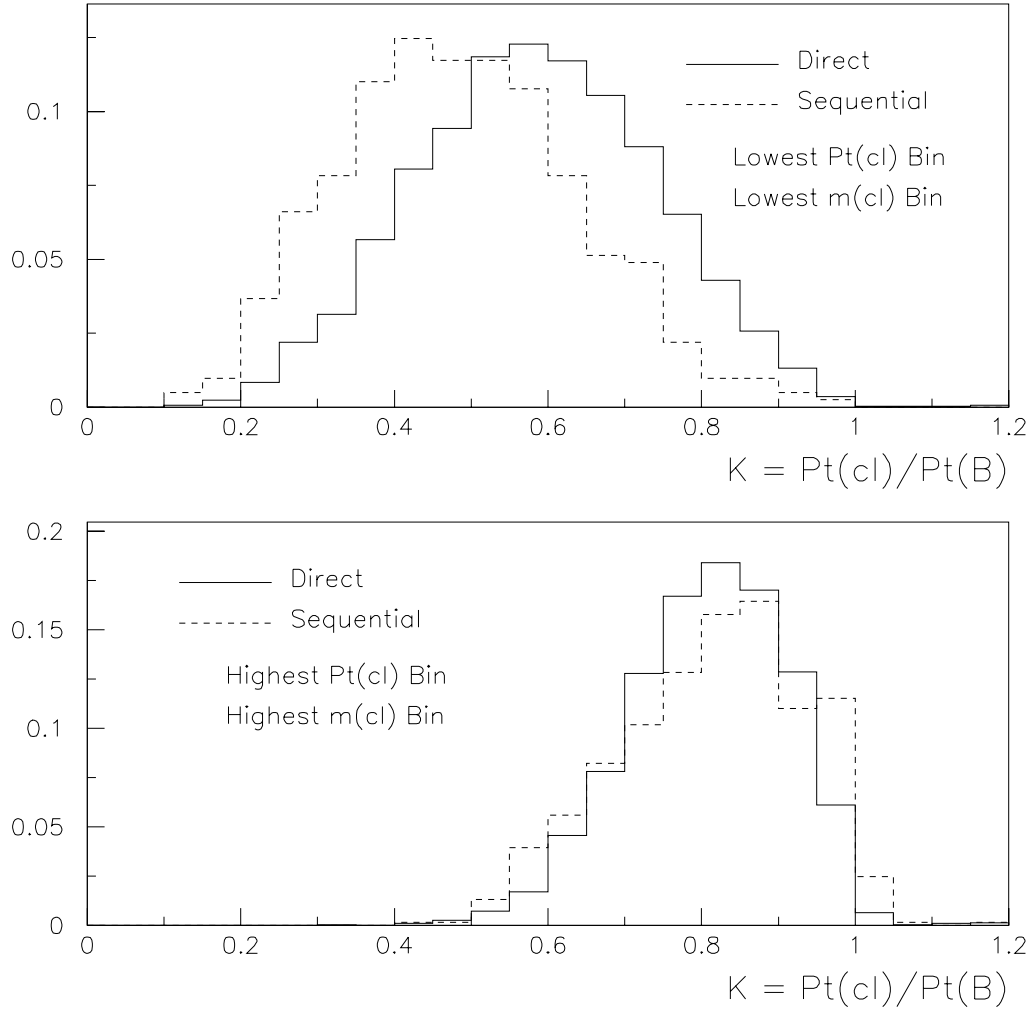 Direct
Sequential
Lowest Pt(cl) Bin
Lowest m(cl) Bin
0.1
0.05
0
0 0.2 0.4 0.6 0.8 1 1.2
K = Pt(cl)/Pt(B)
0.2
Direct
Sequential
Highest Pt(cl) Bin
Highest m(cl) Bin
0.15
0.1
0.05
0
0 0.2 0.4 0.6 0.8 1 1.2
K = Pt(cl)/Pt(B)